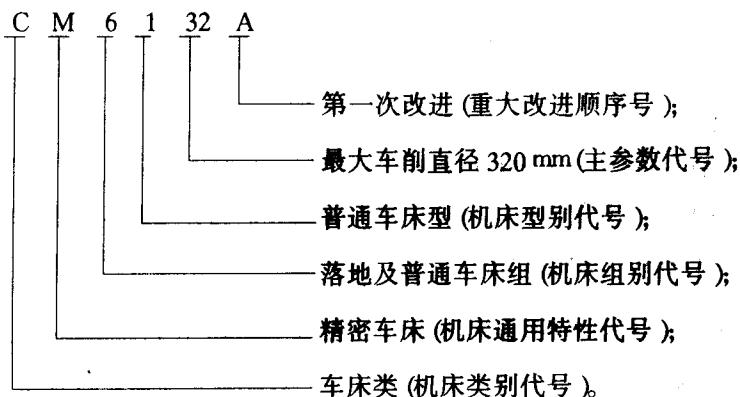 C M 6 1 32 A
第一次改进 (重大改进顺序号);
最大车削直径 320 mm (主参数代号);
普通车床型 (机床型别代号);
落地及普通车床组 (机床组别代号);
精密车床 (机床通用特性代号);
车床类 (机床类别代号)。